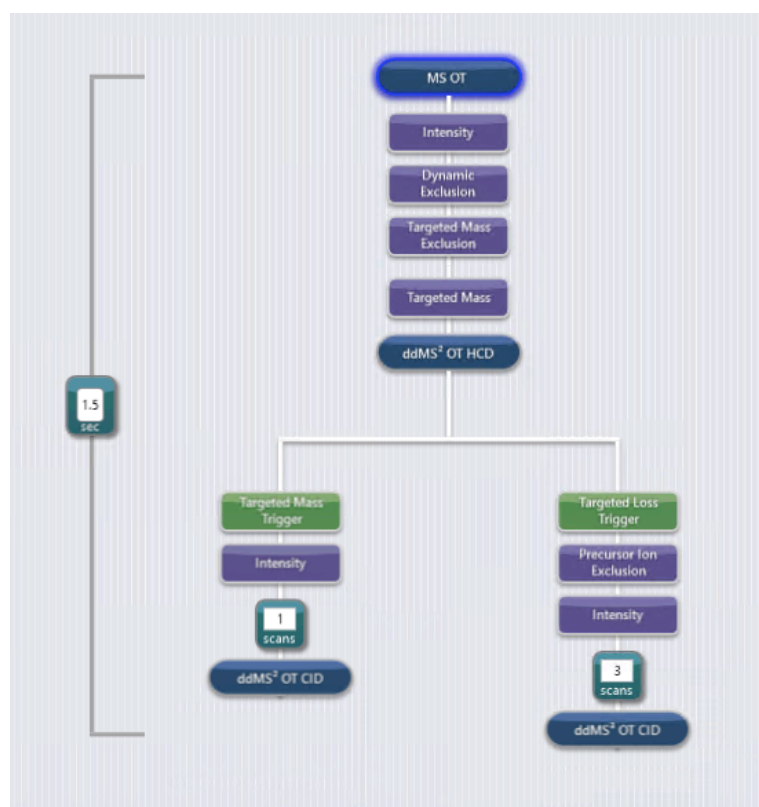 MS OT
Intensity
Dynamic
Exclusion
Targeted Mass
Exclusion
Targeted Mass
ddMS² OT HCD
1.5
sec
Targeted Mass
Trigger
Intensity
1
scans
ddMS² OT CID
Targeted Loss
Trigger
Precursor Ion
Exclusion
Intensity
3
scans
ddMS² OT CID